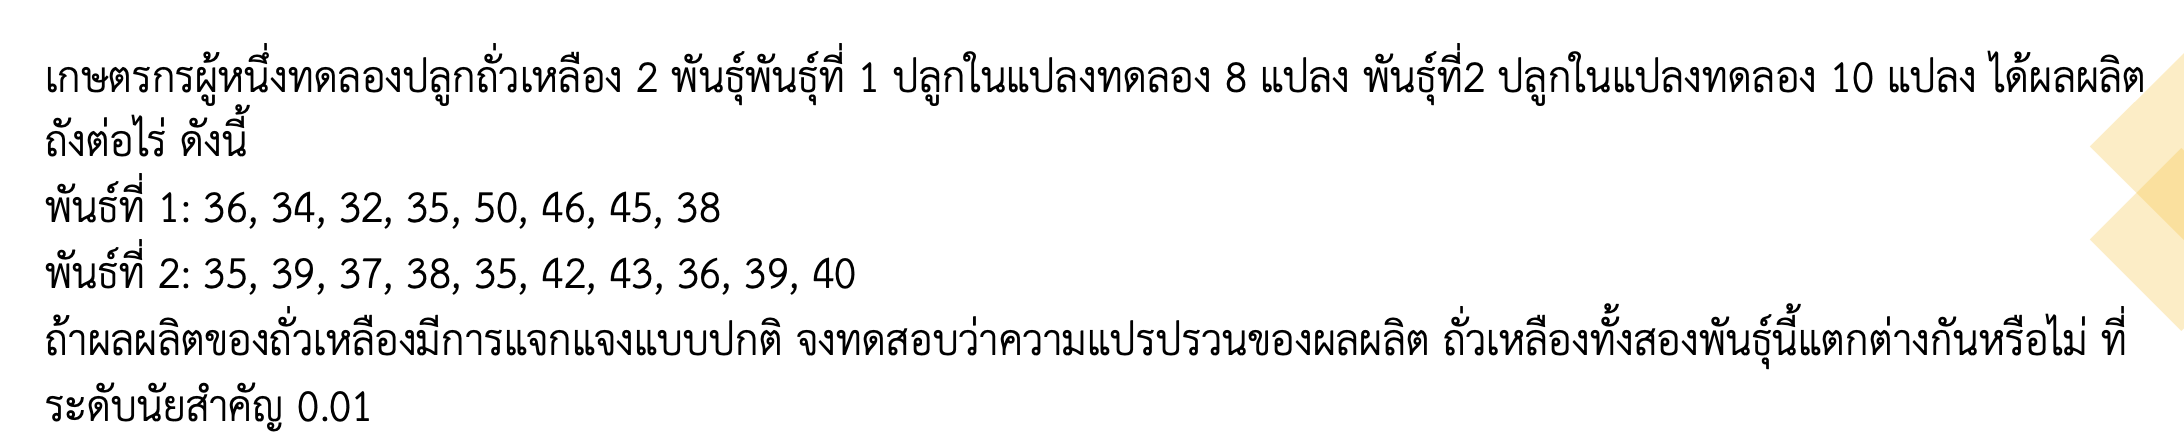 เกษตรกรผู้หนึ่งทดลองปลูกถั่วเหลือง 2 พันธุ์พันธุ์ที่ 1 ปลูกในแปลงทดลอง 8 แปลง พันธุ์ที่2 ปลูกในแปลงทดลอง 10 แปลง ได้ผลผลิต
ถังต่อไร่ ดังนี้
พันธ์ที่ 1: 36, 34, 32, 35, 50, 46, 45, 38
พันธ์ที่ 2: 35, 39, 37, 38, 35, 42, 43, 36, 39, 40
ถ้าผลผลิตของถั่วเหลืองมีการแจกแจงแบบปกติ จงทดสอบว่าความแปรปรวนของผลผลิต ถั่วเหลืองทั้งสองพันธุ์นี้แตกต่างกันหรือไม่ ที่
ระดับนัยสำคัญ 0.01